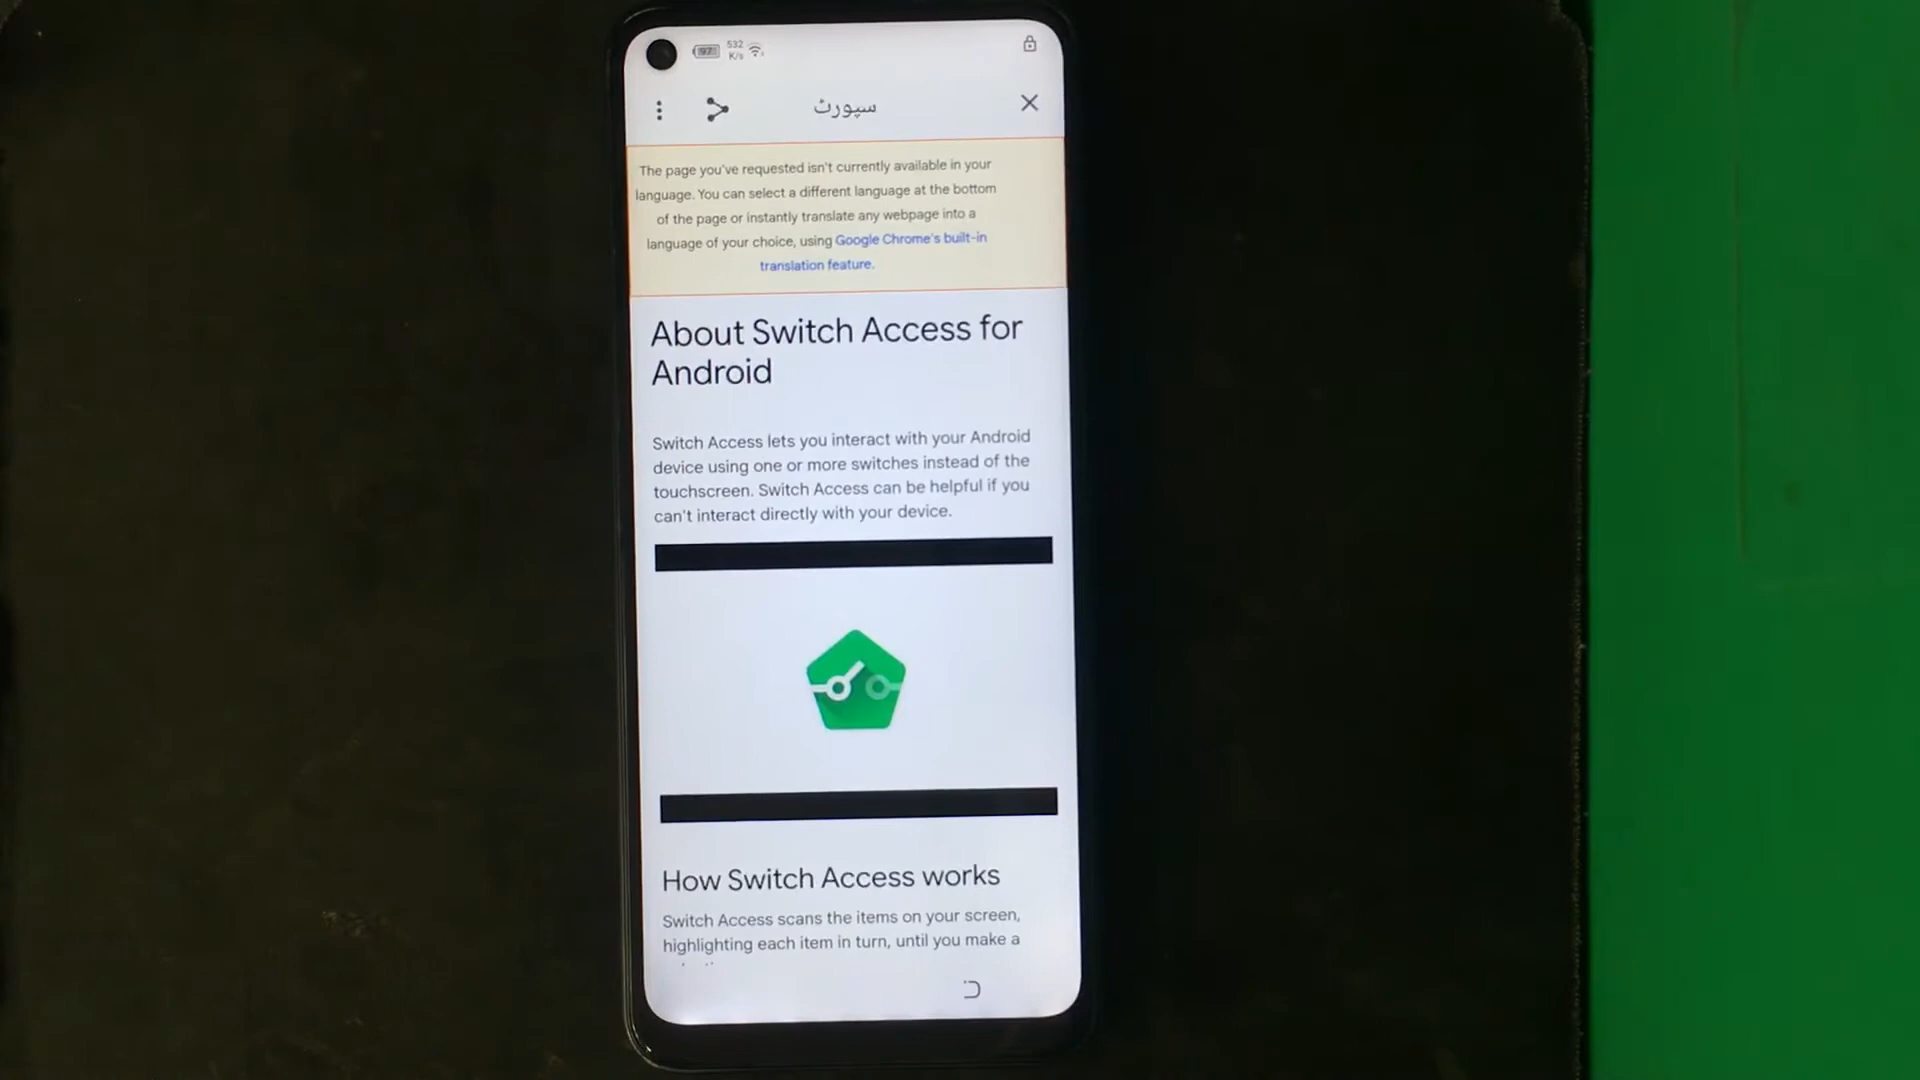 532
K/s
سپورٹ
The page you've requested isn't currently available in your
language. You can select a different language at the bottom
of the page or instantly translate any webpage into a
language of your choice, using Google Chrome's built-in
translation feature.
About Switch Access for
Android
Switch Access lets you interact with your Android
device using one or more switches instead of the
touchscreen. Switch Access can be helpful if you
can't interact directly with your device.
How Switch Access works
Switch Access scans the items on your screen,
highlighting each item in turn, until you make a